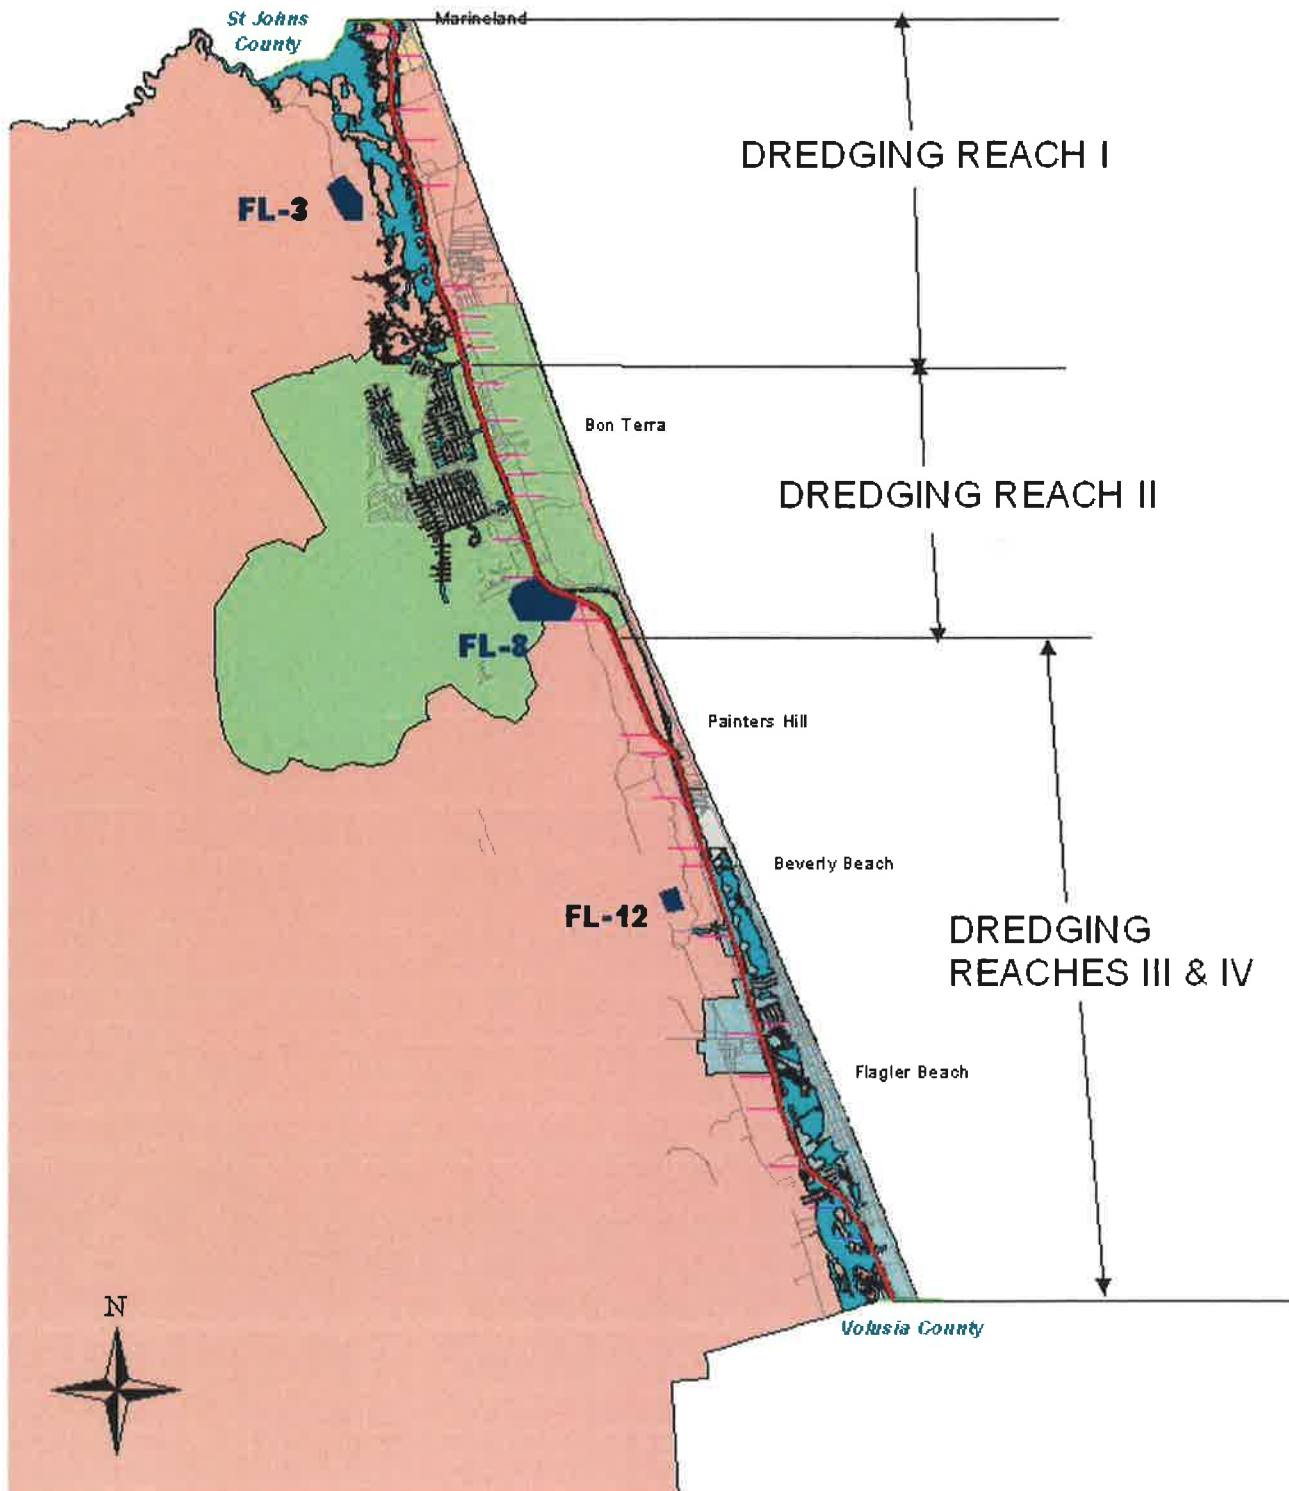 St Johns
County
Marineland
DREDGING REACH I
FL-3
Bon Terra
DREDGING REACH II
FL-8
Painters Hill
Beverly Beach
FL-12
DREDGING
REACHES III & IV
Flagler Beach
N
Volusia County